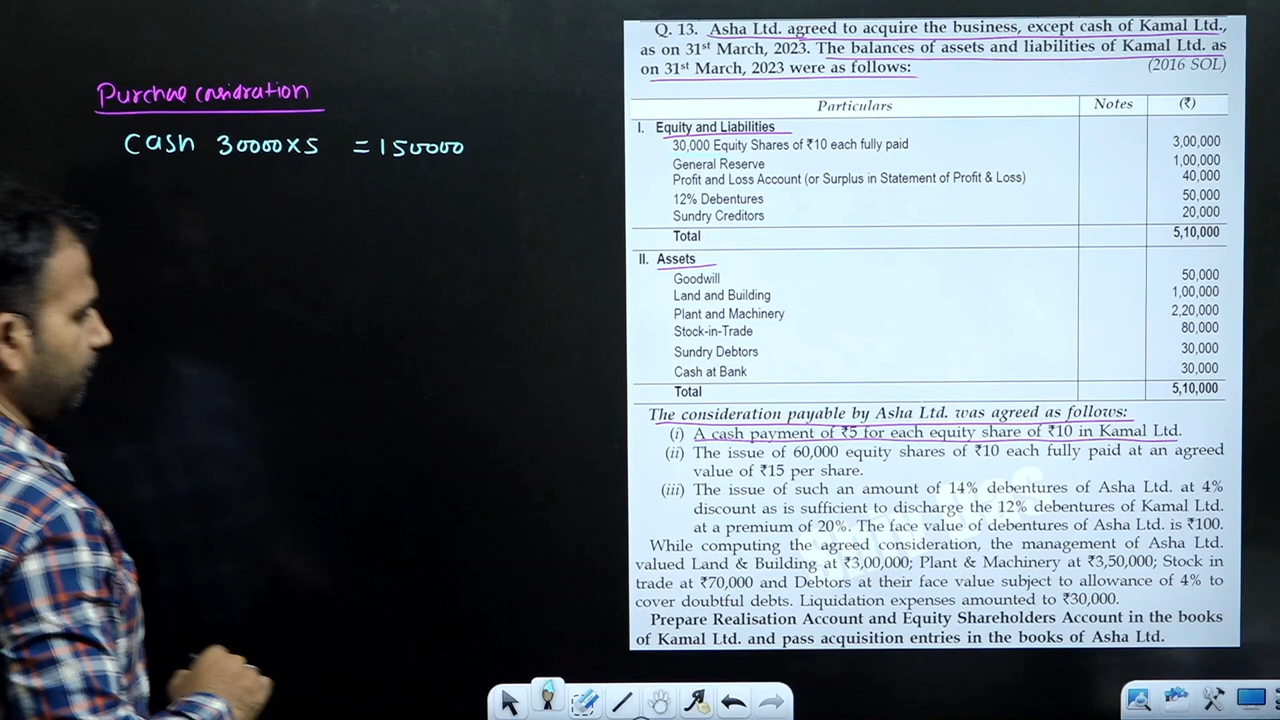 Purchae considration
Cash 30000×5 = 150000
Q. 13. Asha Ltd. agreed to acquire the business, except cash of Kamal Ltd.,
as on 31st March, 2023. The balances of assets and liabilities of Kamal Ltd. as
on 31st March, 2023 were as follows: (2016 SOL)
Particulars Notes (₹)
I. Equity and Liabilities
30,000 Equity Shares of ₹10 each fully paid 3,00,000
General Reserve 1,00,000
Profit and Loss Account (or Surplus in Statement of Profit & Loss) 40,000
12% Debentures 50,000
Sundry Creditors 20,000
Total 5,10,000
II. Assets
Goodwill 50,000
Land and Building 1,00,000
Plant and Machinery 2,20,000
Stock-in-Trade 80,000
Sundry Debtors 30,000
Cash at Bank 30,000
Total 5,10,000
The consideration payable by Asha Ltd. was agreed as follows:
(i) A cash payment of ₹5 for each equity share of ₹10 in Kamal Ltd.
(ii) The issue of 60,000 equity shares of ₹10 each fully paid at an agreed
value of ₹15 per share.
(iii) The issue of such an amount of 14% debentures of Asha Ltd. at 4%
discount as is sufficient to discharge the 12% debentures of Kamal Ltd.
at a premium of 20%. The face value of debentures of Asha Ltd. is ₹100.
While computing the agreed consideration, the management of Asha Ltd.
valued Land & Building at ₹3,00,000; Plant & Machinery at ₹3,50,000; Stock in
trade at ₹70,000 and Debtors at their face value subject to allowance of 4% to
cover doubtful debts. Liquidation expenses amounted to ₹30,000.
Prepare Realisation Account and Equity Shareholders Account in the books
of Kamal Ltd. and pass acquisition entries in the books of Asha Ltd.